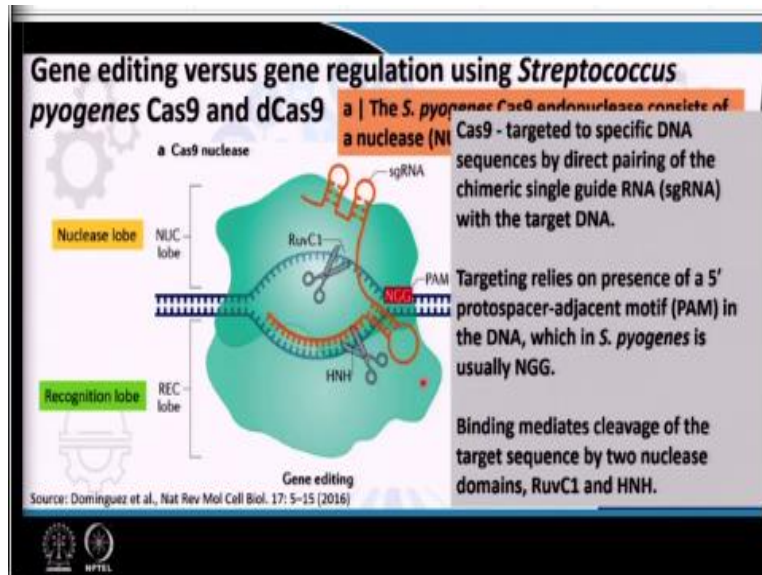 Gene editing versus gene regulation using Streptococcus
pyogenes Cas9 and dCas9
a | The S. pyogenes Cas9 endonuclease consists of
a nuclease (NU
a Cas9 nuclease
sgRNA
Nuclease lobe
NUC
lobe
RuvC1
PAM
NGG
HNH
Recognition lobe
REC
lobe
Gene editing
Source: Dominguez et al., Nat Rev Mol Cell Biol. 17: 5–15 (2016)
Cas9 - targeted to specific DNA
sequences by direct pairing of the
chimeric single guide RNA (sgRNA)
with the target DNA.
Targeting relies on presence of a 5′
protospacer-adjacent motif (PAM) in
the DNA, which in S. pyogenes is
usually NGG.
Binding mediates cleavage of the
target sequence by two nuclease
domains, RuvC1 and HNH.
NPTEL